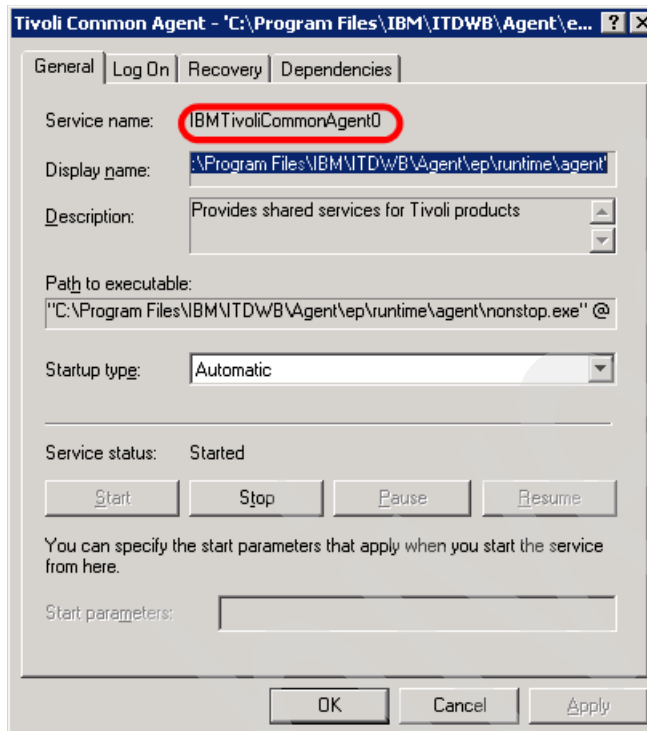 Tivoli Common Agent - 'C:\Program Files\IBM\ITDWB\Agent\e...
General Log On Recovery Dependencies
Service name: IBMTivoliCommonAgent0
Display name: :\Program Files\IBM\ITDWB\Agent\ep\runtime\agent'
Description: Provides shared services for Tivoli products
Path to executable:
"C:\Program Files\IBM\ITDWB\Agent\ep\runtime\agent\nonstop.exe" @
Startup type: Automatic
Service status: Started
Start Stop Pause Resume
You can specify the start parameters that apply when you start the service
from here.
Start parameters:
OK Cancel Apply